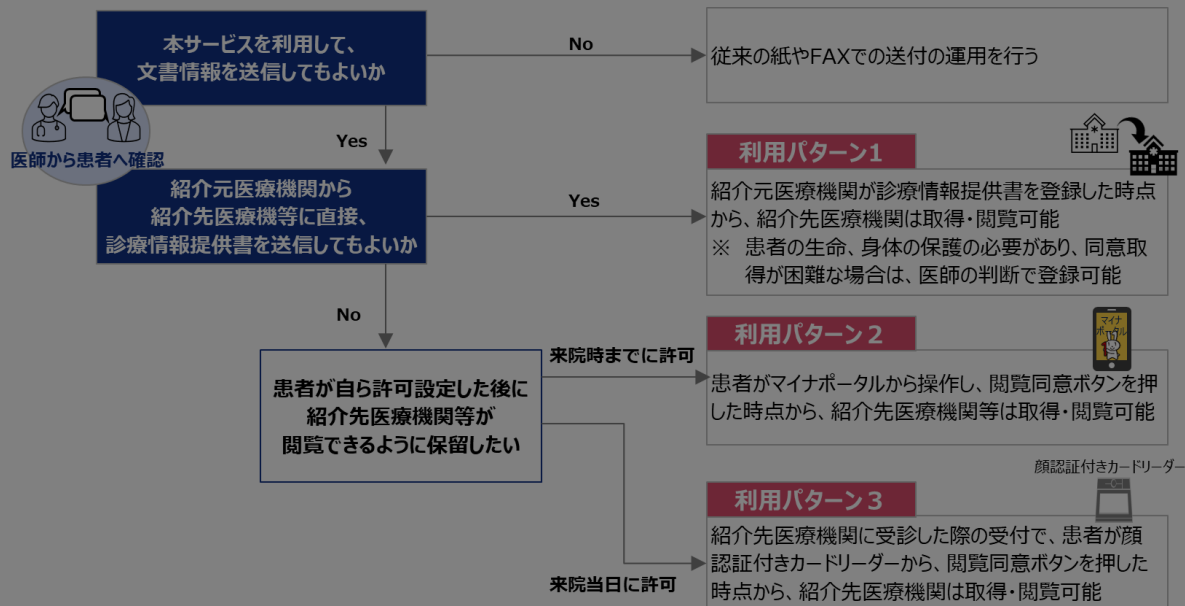 本サービスを利用して、
文書情報を送信してもよいか
No
従来の紙やFAXでの送付の運用を行う
医師から患者へ確認
Yes
紹介元医療機関から
紹介先医療機等に直接、
診療情報提供書を送信してもよいか
Yes
利用パターン1
紹介元医療機関が診療情報提供書を登録した時点
から、紹介先医療機関は取得・閲覧可能
※ 患者の生命、身体の保護の必要があり、同意取
得が困難な場合は、医師の判断で登録可能
No
患者が自ら許可設定した後に
紹介先医療機関等が
閲覧できるように保留したい
来院時までに許可
利用パターン２
マイナ
ポータル
患者がマイナポータルから操作し、閲覧同意ボタンを押
した時点から、紹介先医療機関等は取得・閲覧可能
来院当日に許可
顔認証付きカードリーダー
利用パターン３
紹介先医療機関に受診した際の受付で、患者が顔
認証付きカードリーダーから、閲覧同意ボタンを押した
時点から、紹介先医療機関は取得・閲覧可能